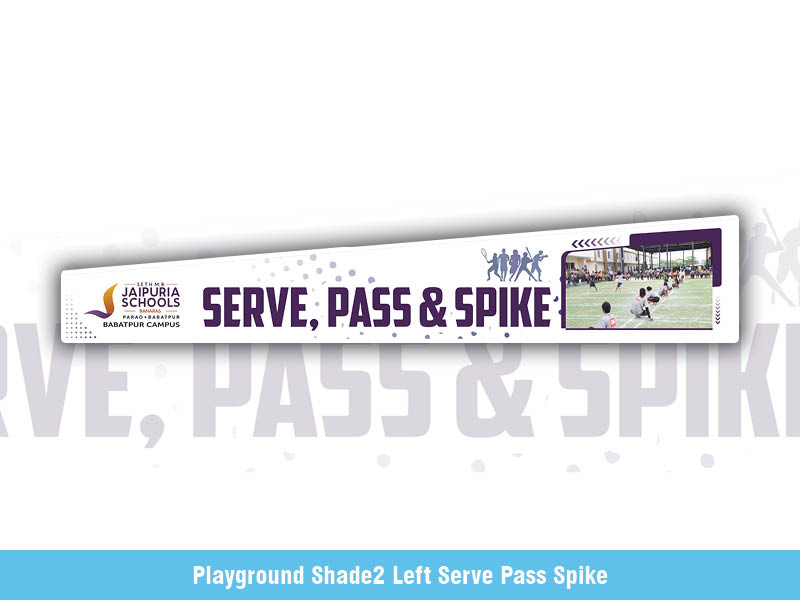 SETH M.R.
JAIPURIA
SCHOOLS
BANARAS
PARAO • BABATPUR
BABATPUR CAMPUS
SERVE, PASS & SPIKE
RVE, PASS & SPIKE
Playground Shade2 Left Serve Pass Spike